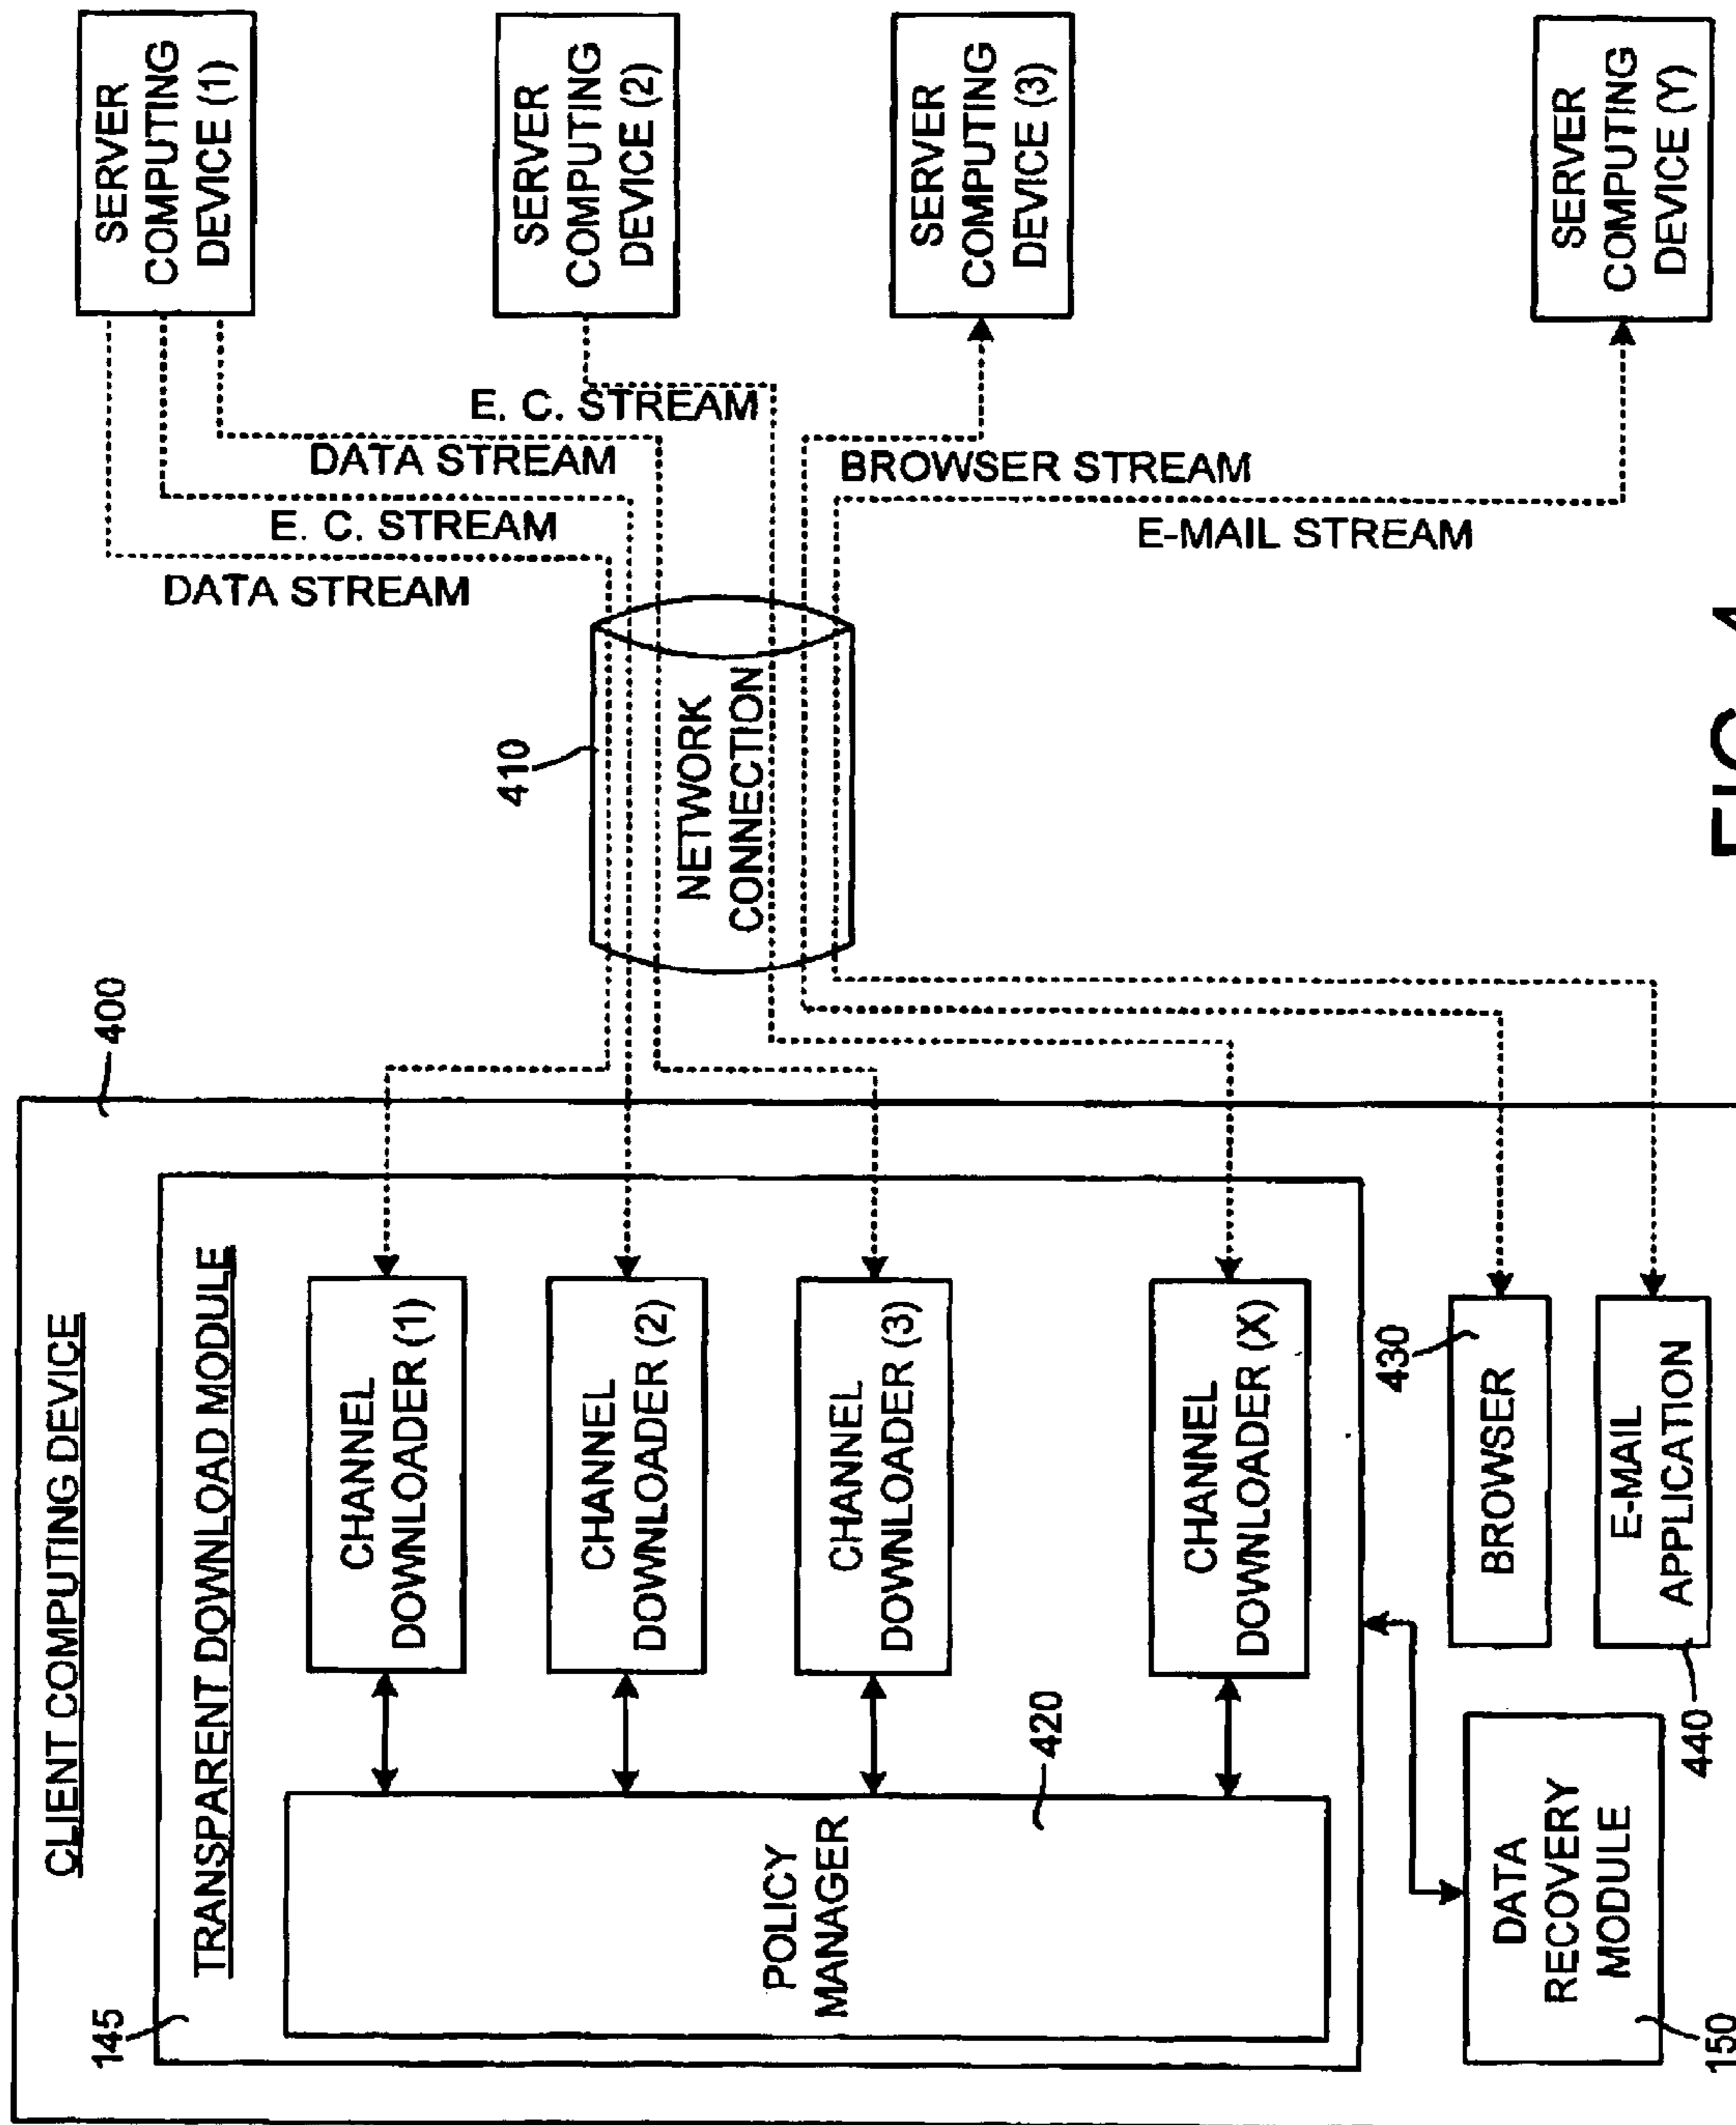 CLIENT COMPUTING DEVICE
400
145
TRANSPARENT DOWNLOAD MODULE
POLICY
MANAGER
420
CHANNEL
DOWNLOADER (1)
CHANNEL
DOWNLOADER (2)
CHANNEL
DOWNLOADER (3)
CHANNEL
DOWNLOADER (X)
DATA
RECOVERY
MODULE
150
430
BROWSER
E-MAIL
APPLICATION
440
410
NETWORK
CONNECTION
DATA STREAM
E. C. STREAM
DATA STREAM
E. C. STREAM
BROWSER STREAM
E-MAIL STREAM
SERVER
COMPUTING
DEVICE (1)
SERVER
COMPUTING
DEVICE (2)
SERVER
COMPUTING
DEVICE (3)
SERVER
COMPUTING
DEVICE (Y)